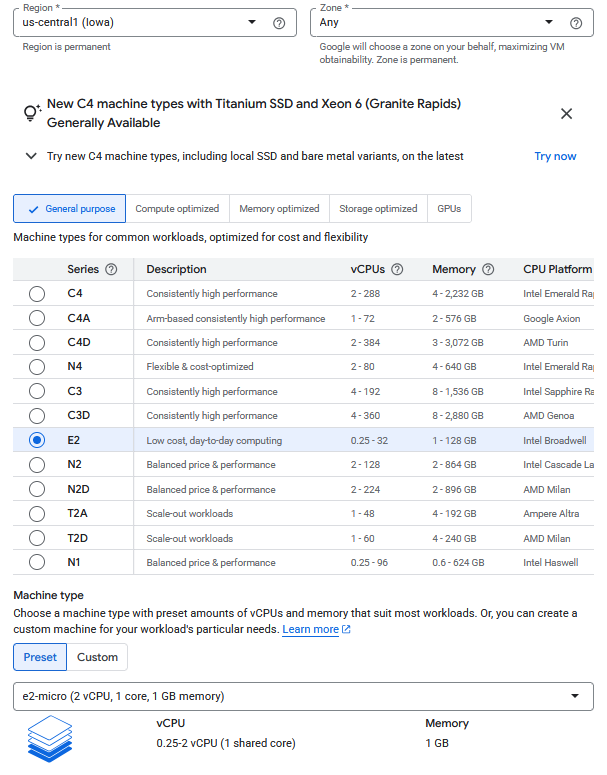 Region *
us-central1 (Iowa)
Region is permanent
Zone *
Any
Google will choose a zone on your behalf, maximizing VM
obtainability. Zone is permanent.
New C4 machine types with Titanium SSD and Xeon 6 (Granite Rapids)
Generally Available
Try new C4 machine types, including local SSD and bare metal variants, on the latest Try now
General purpose Compute optimized Memory optimized Storage optimized GPUs
Machine types for common workloads, optimized for cost and flexibility
Series Description vCPUs Memory CPU Platform
C4 Consistently high performance 2 - 288 4 - 2,232 GB Intel Emerald Ra
C4A Arm-based consistently high performance 1 - 72 2 - 576 GB Google Axion
C4D Consistently high performance 2 - 384 3 - 3,072 GB AMD Turin
N4 Flexible & cost-optimized 2 - 80 4 - 640 GB Intel Emerald Ra
C3 Consistently high performance 4 - 192 8 - 1,536 GB Intel Sapphire Ra
C3D Consistently high performance 4 - 360 8 - 2,880 GB AMD Genoa
E2 Low cost, day-to-day computing 0.25 - 32 1 - 128 GB Intel Broadwell
N2 Balanced price & performance 2 - 128 2 - 864 GB Intel Cascade La
N2D Balanced price & performance 2 - 224 2 - 896 GB AMD Milan
T2A Scale-out workloads 1 - 48 4 - 192 GB Ampere Altra
T2D Scale-out workloads 1 - 60 4 - 240 GB AMD Milan
N1 Balanced price & performance 0.25 - 96 0.6 - 624 GB Intel Haswell
Machine type
Choose a machine type with preset amounts of vCPUs and memory that suit most workloads. Or, you can create a
custom machine for your workload's particular needs. Learn more
Preset Custom
e2-micro (2 vCPU, 1 core, 1 GB memory)
vCPU Memory
0.25-2 vCPU (1 shared core) 1 GB